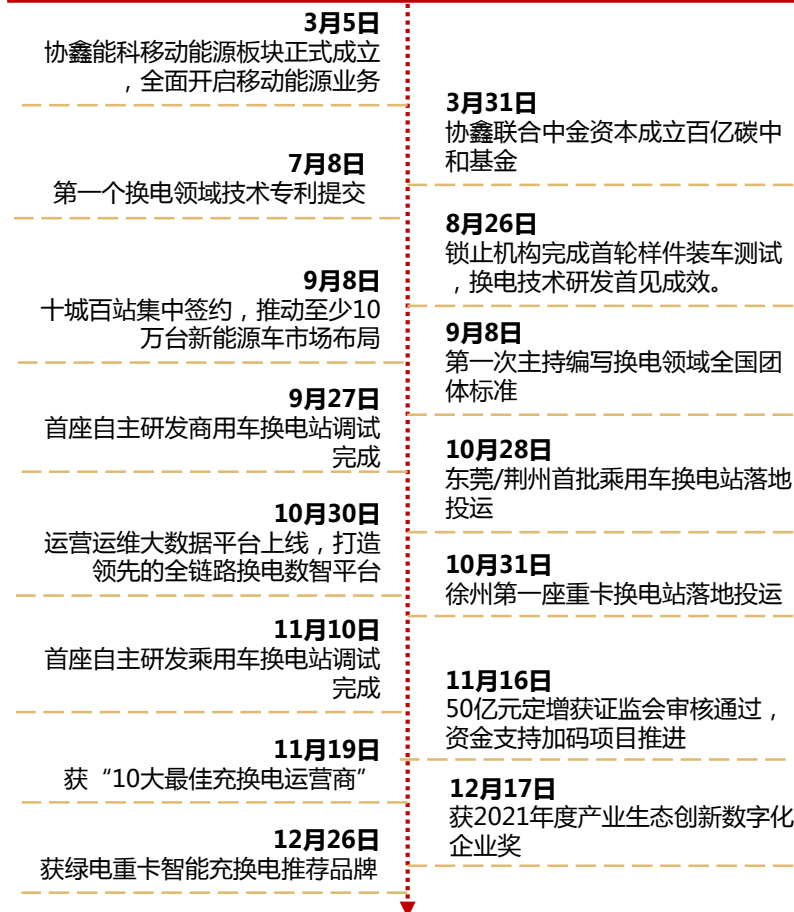 3月5日
协鑫能科移动能源板块正式成立
，全面开启移动能源业务
3月31日
协鑫联合中金资本成立百亿碳中
和基金
7月8日
第一个换电领域技术专利提交
8月26日
锁止机构完成首轮样件装车测试
，换电技术研发首见成效。
9月8日
十城百站集中签约，推动至少10
万台新能源车市场布局
9月8日
第一次主持编写换电领域全国团
体标准
9月27日
首座自主研发商用车换电站调试
完成
10月28日
东莞/荆州首批乘用车换电站落地
投运
10月30日
运营运维大数据平台上线，打造
领先的全链路换电数智平台
10月31日
徐州第一座重卡换电站落地投运
11月10日
首座自主研发乘用车换电站调试
完成
11月16日
50亿元定增获证监会审核通过，
资金支持加码项目推进
11月19日
获“10大最佳充换电运营商”
12月17日
获2021年度产业生态创新数字化
企业奖
12月26日
获绿电重卡智能充换电推荐品牌